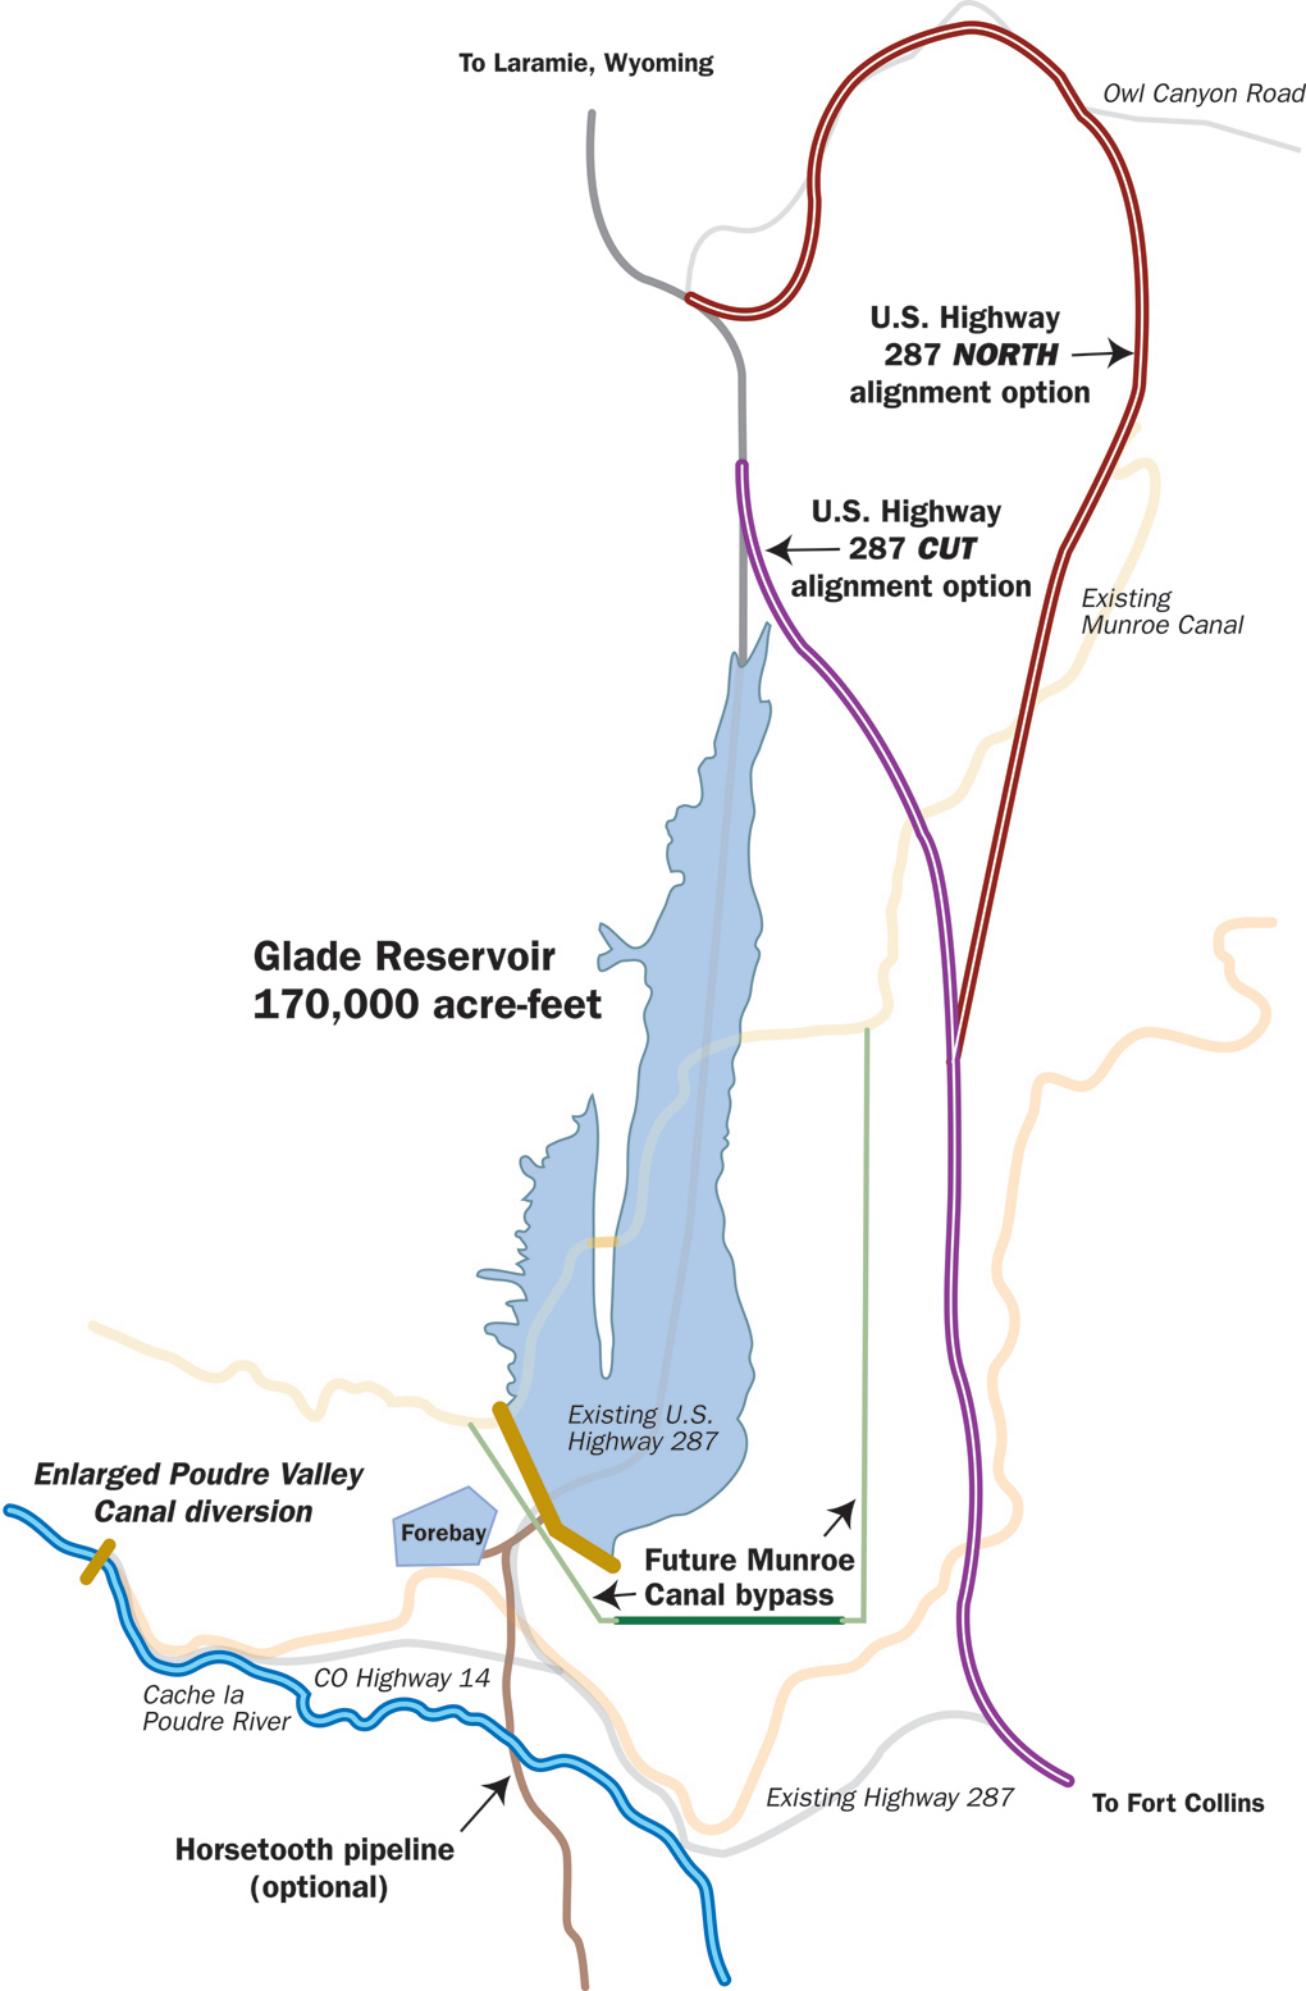 To Laramie, Wyoming
Owl Canyon Road
U.S. Highway
287 NORTH
alignment option
U.S. Highway
287 CUT
alignment option
Existing
Munroe Canal
Glade Reservoir
170,000 acre-feet
Existing U.S.
Highway 287
Enlarged Poudre Valley
Canal diversion
Forebay
Future Munroe
Canal bypass
CO Highway 14
Cache la
Poudre River
Existing Highway 287
To Fort Collins
Horsetooth pipeline
(optional)